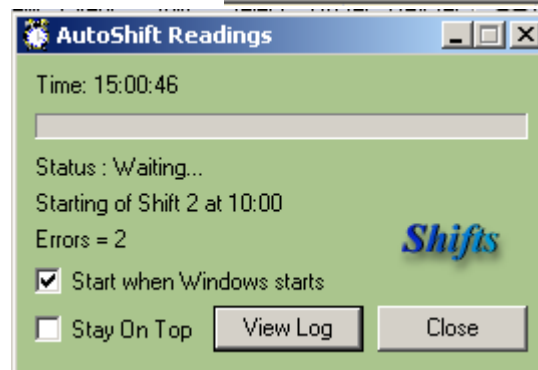 AutoShift Readings
Time: 15:00:46
Status : Waiting...
Starting of Shift 2 at 10:00
Errors = 2
Shifts
Start when Windows starts
Stay On Top View Log Close